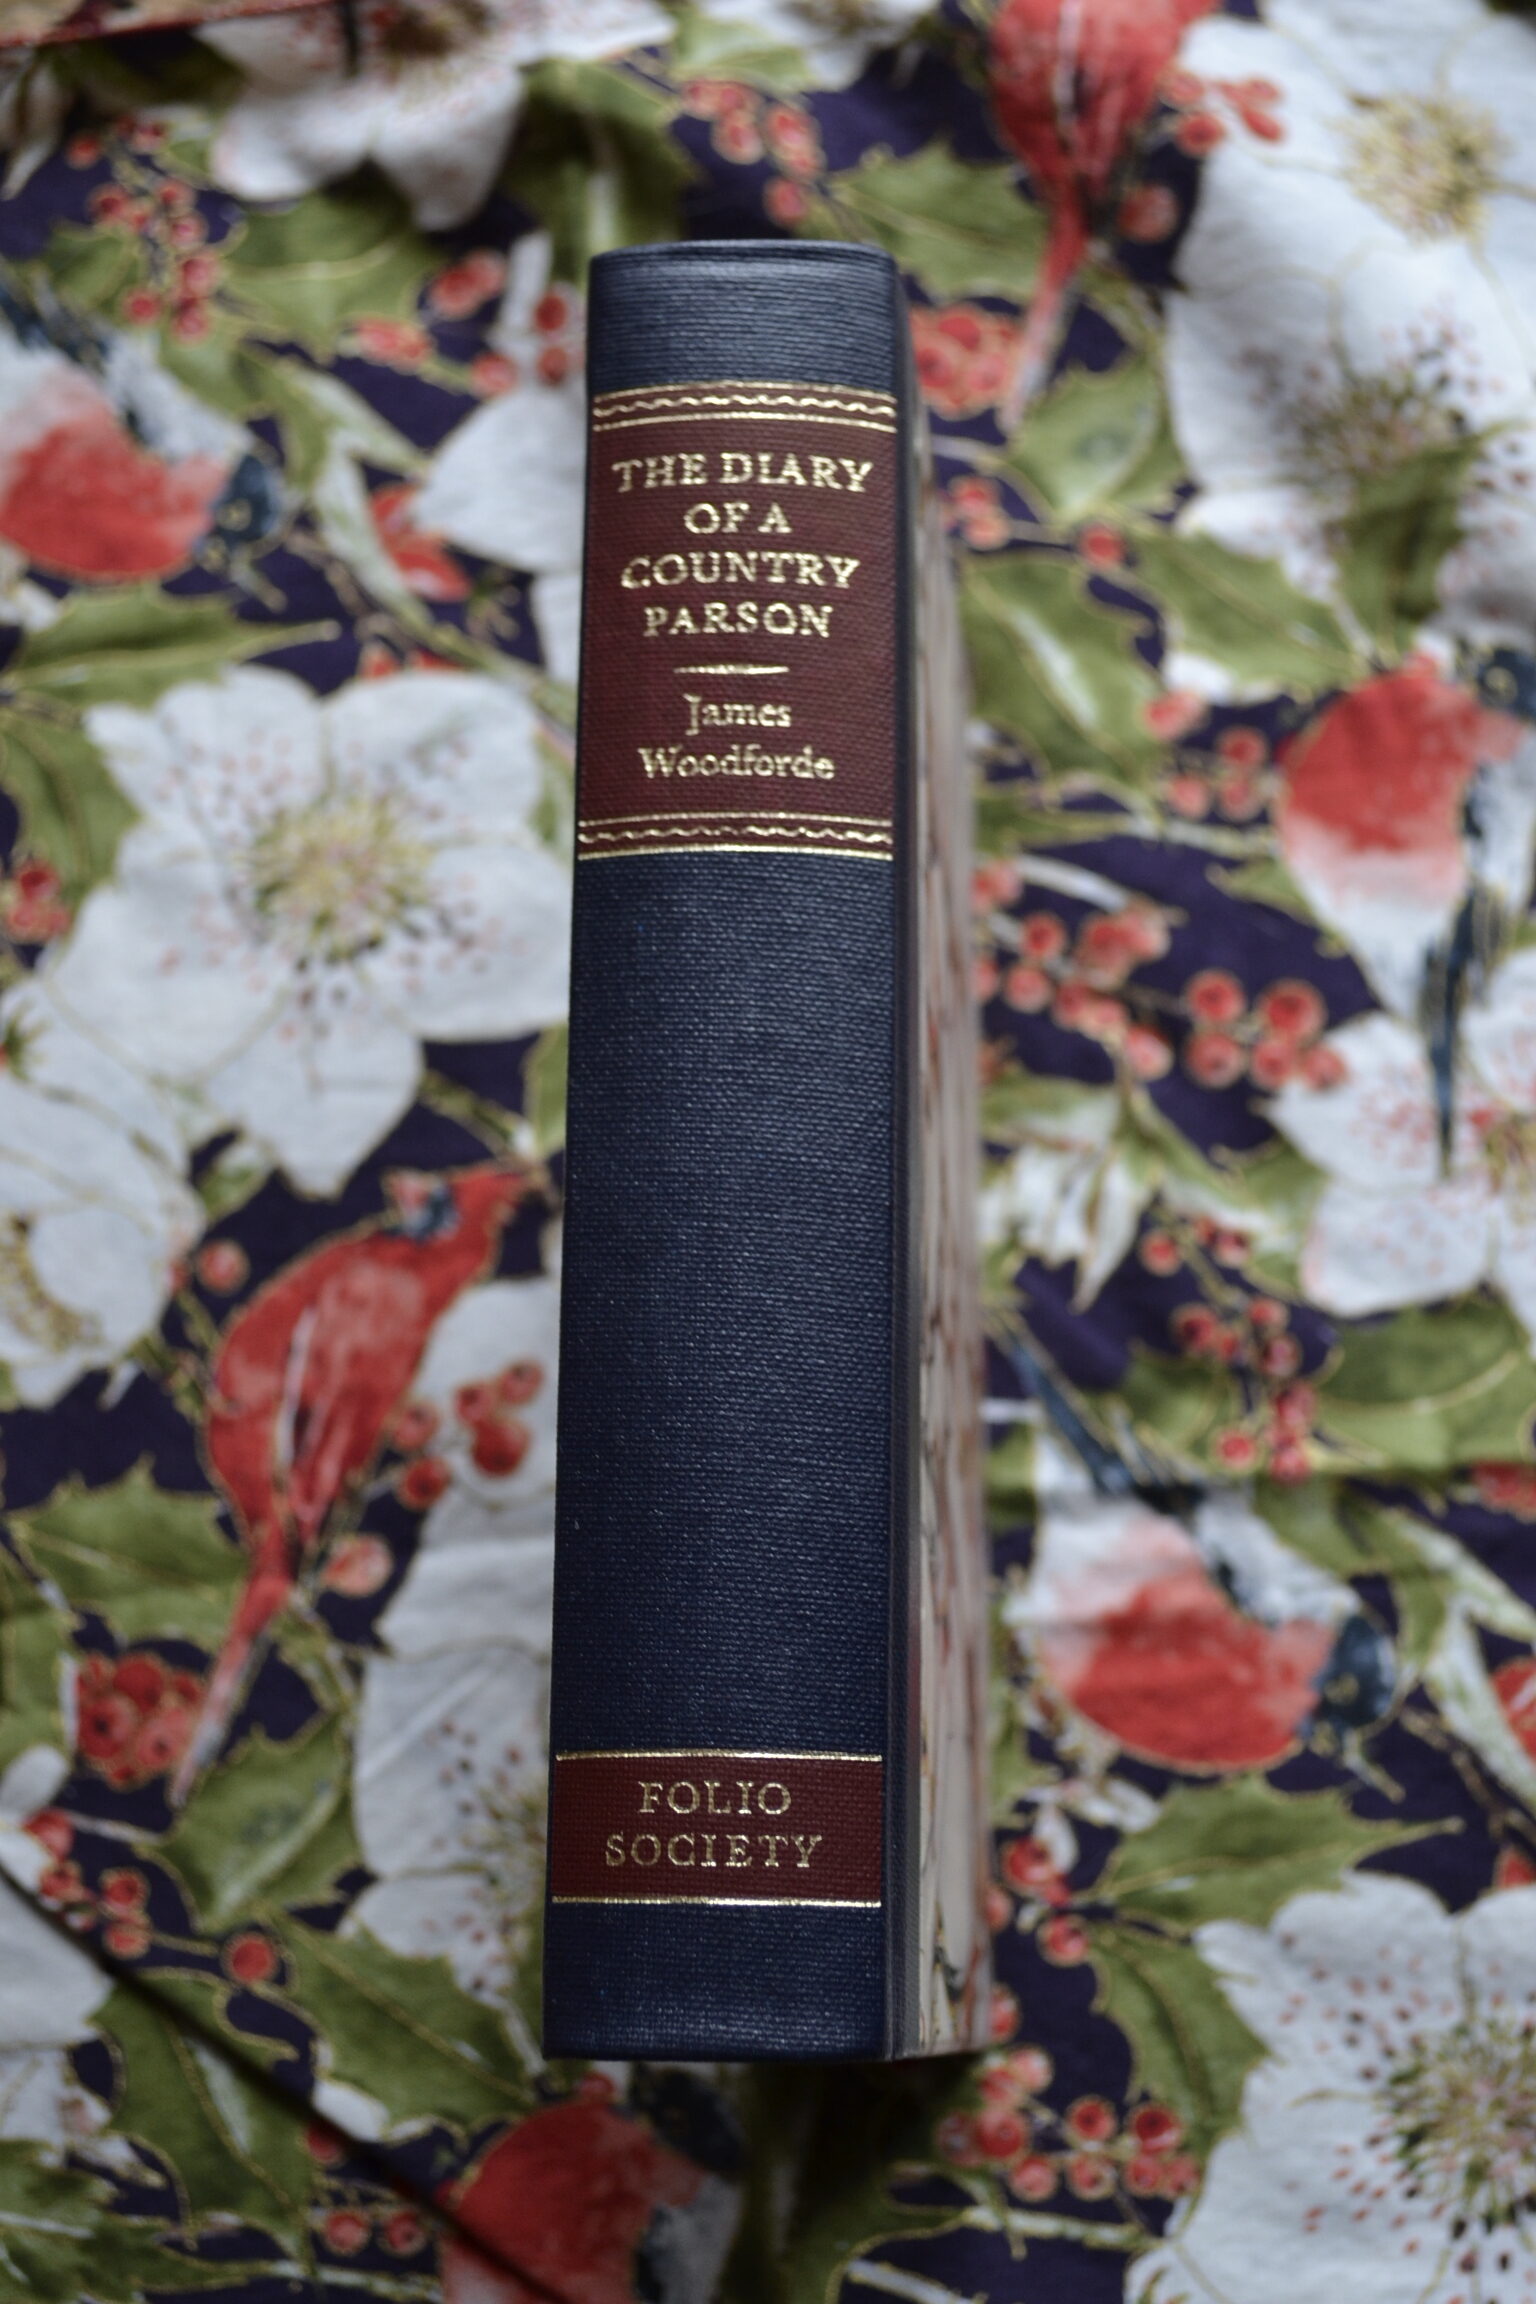 THE DIARY
OF A
COUNTRY
PARSON
James
Woodforde
FOLIO
SOCIETY